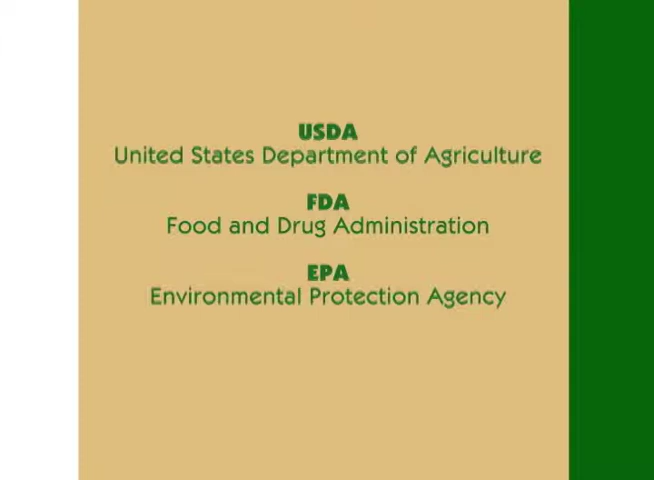 USDA
United States Department of Agriculture
FDA
Food and Drug Administration
EPA
Environmental Protection Agency